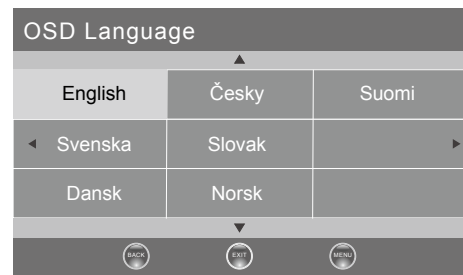 OSD Language
English Česky Suomi
Svenska Slovak
Dansk Norsk
BACK EXIT MENU